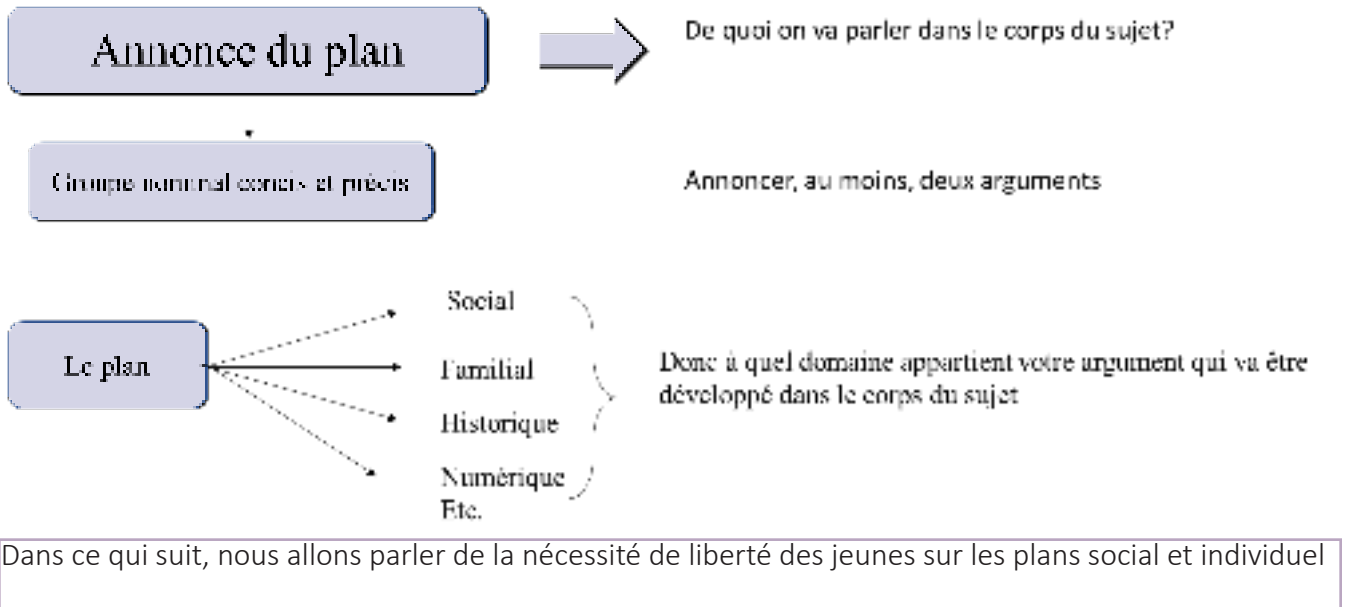 Annonce du plan
De quoi on va parler dans le corps du sujet?
Groupe nominal concis et précis
Annoncer, au moins, deux arguments
Le plan
Social
Familial
Historique
Numérique
Etc.
Donc à quel domaine appartient votre argument qui va être
développé dans le corps du sujet
Dans ce qui suit, nous allons parler de la nécessité de liberté des jeunes sur les plans social et individuel